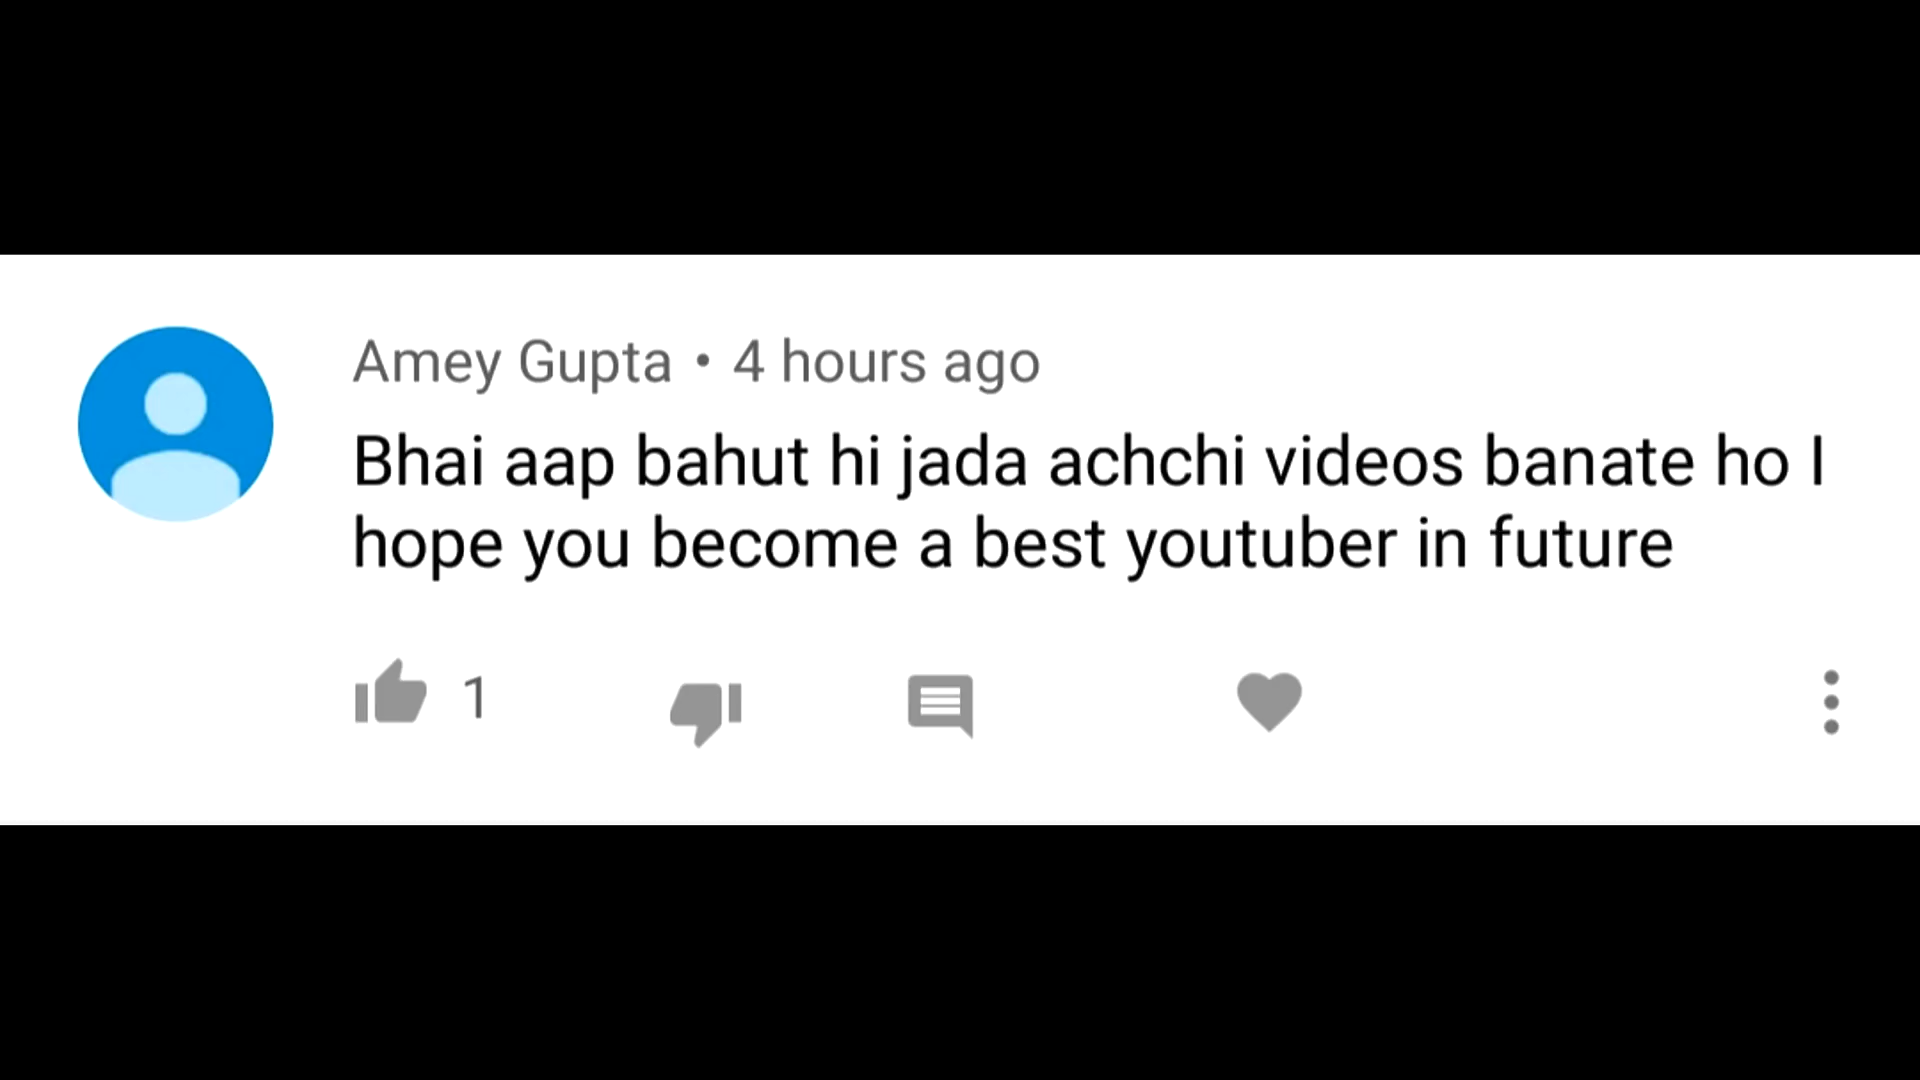 Amey Gupta • 4 hours ago
Bhai aap bahut hi jada achchi videos banate ho I
hope you become a best youtuber in future
1